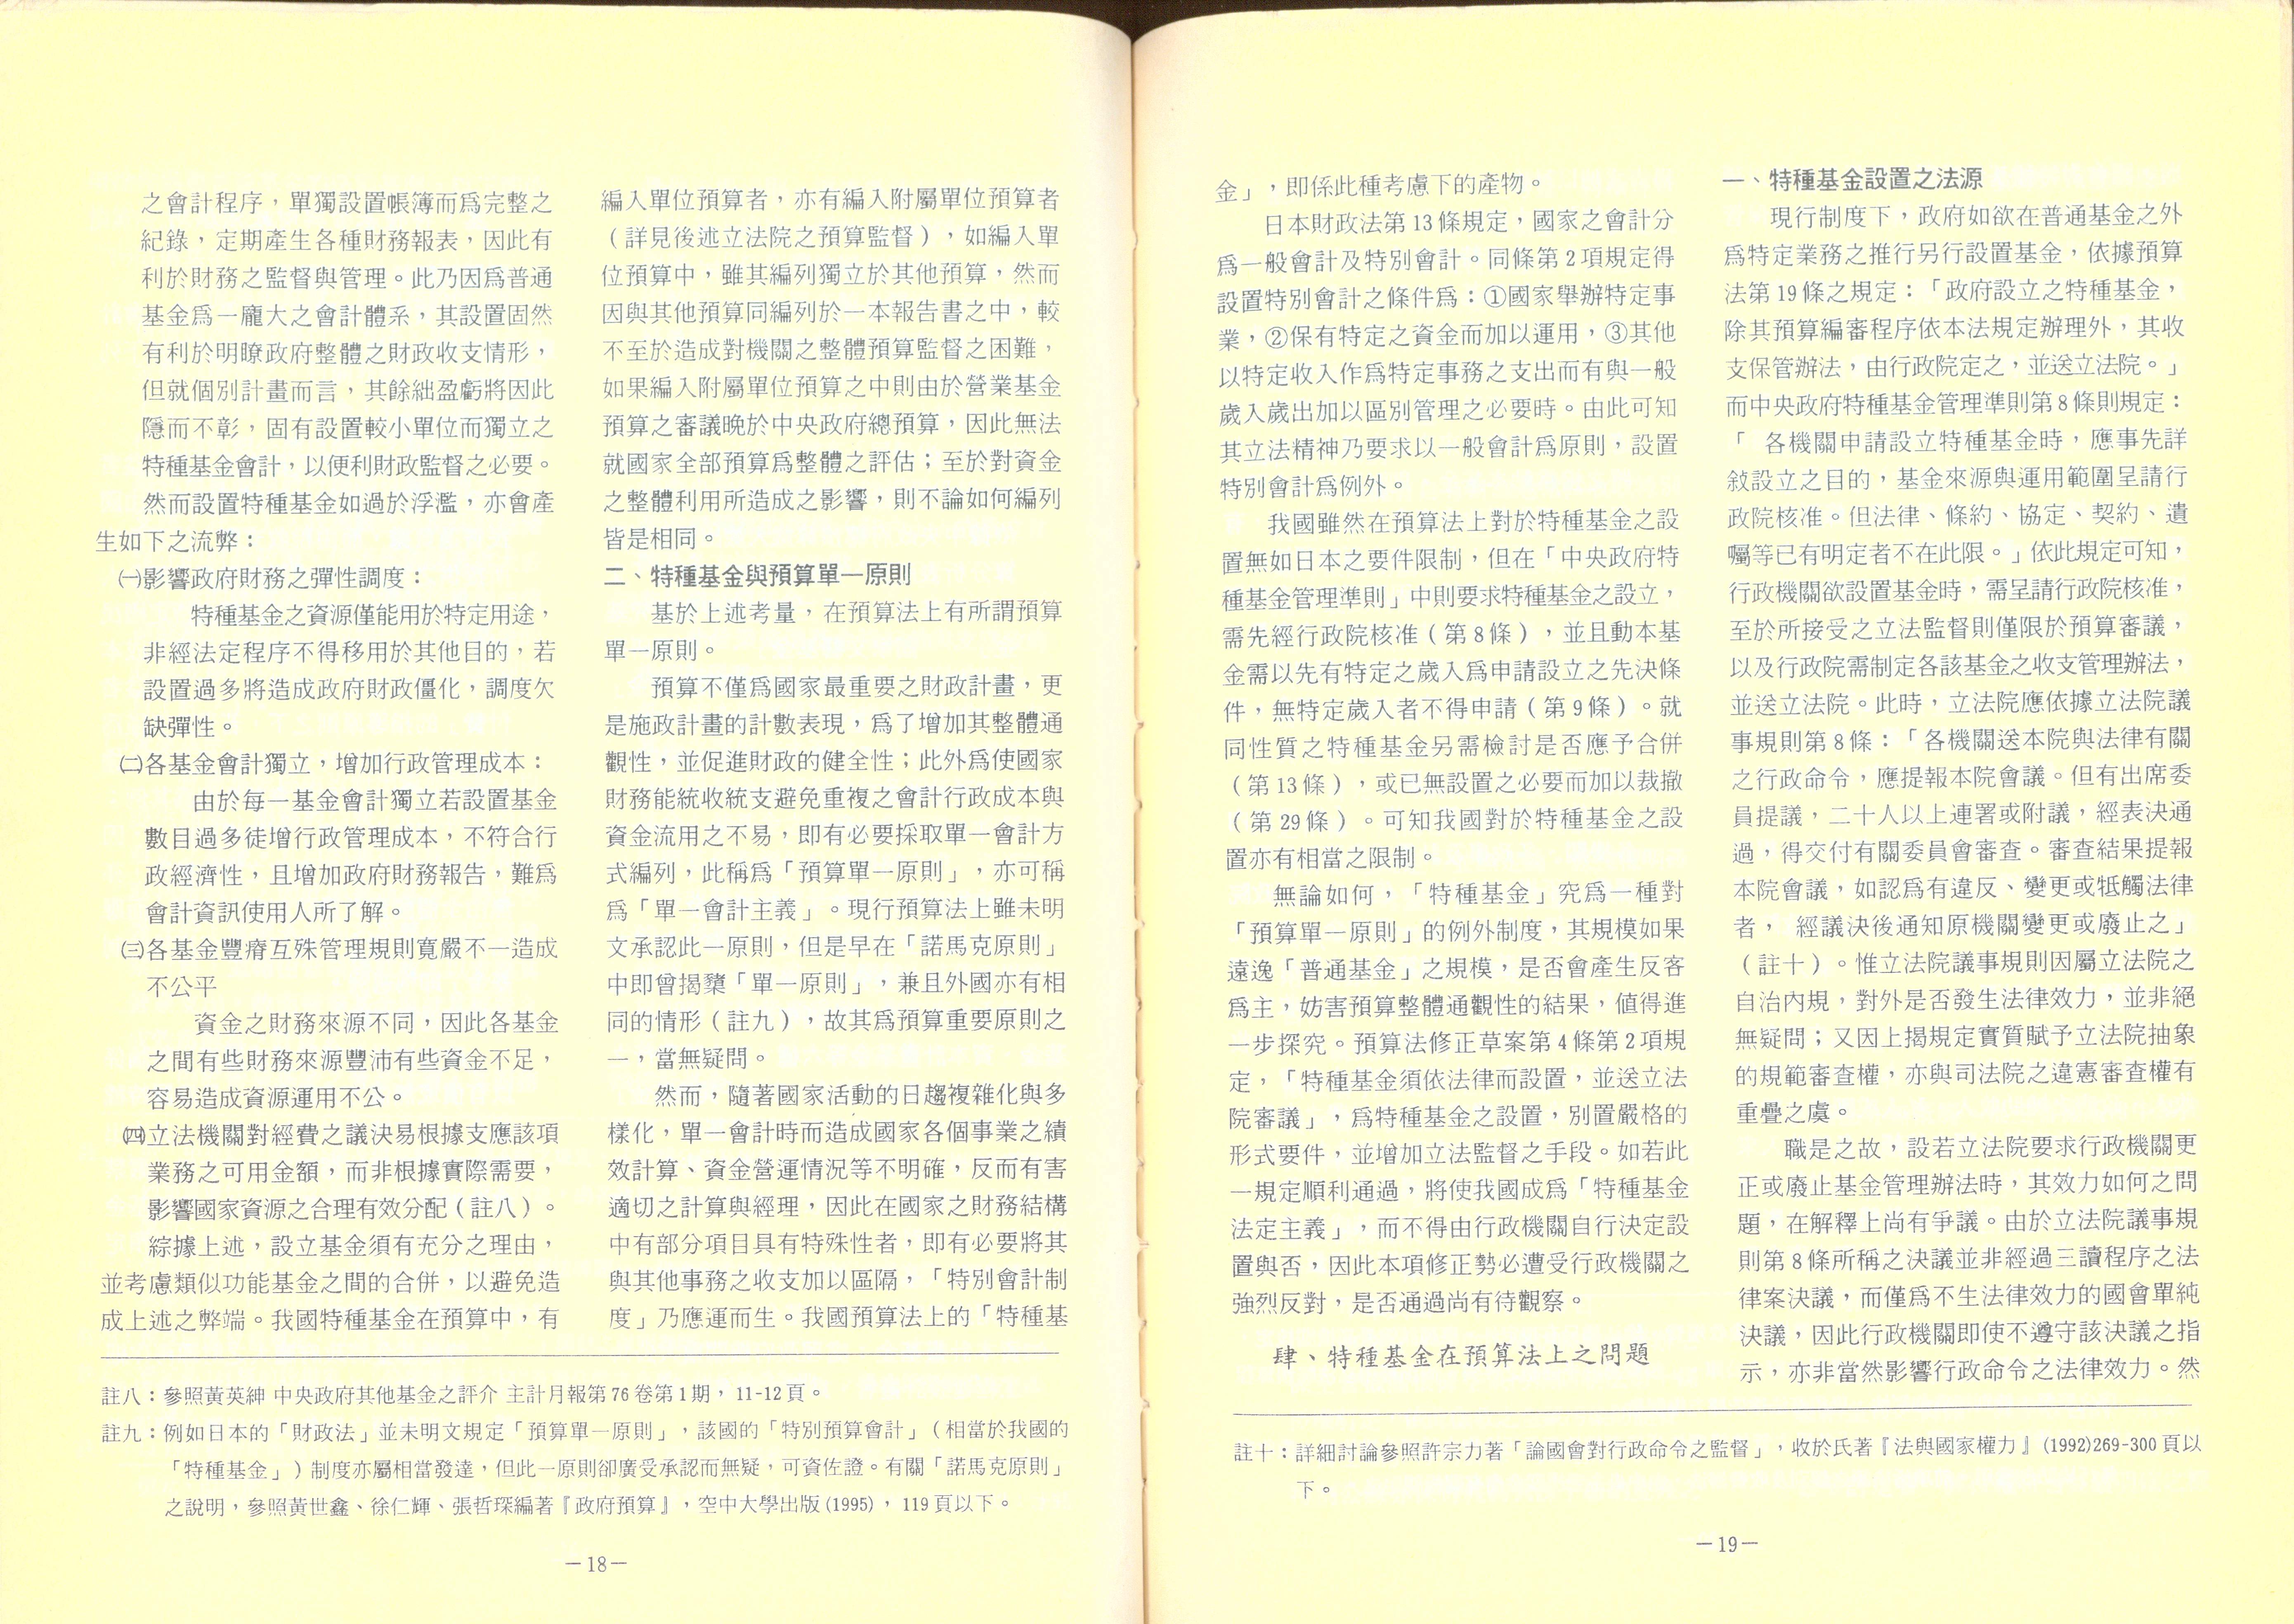 之會計程序，單獨設置帳簿而爲完整之
紀錄，定期產生各種財務報表，因此有
利於財務之監督與管理。此乃因爲普通
基金爲一龐大之會計體系，其設置固然
有利於明瞭政府整體之財政收支情形，
但就個別計畫而言，其餘絀盈虧將因此
隱而不彰，固有設置較小單位而獨立之
特種基金會計，以便利財政監督之必要。
然而設置特種基金如過於浮濫，亦會產
生如下之流弊：
㈠影響政府財務之彈性調度：
特種基金之資源僅能用於特定用途，
非經法定程序不得移用於其他目的，若
設置過多將造成政府財政僵化，調度欠
缺彈性。
㈡各基金會計獨立，增加行政管理成本：
由於每一基金會計獨立若設置基金
數目過多徒增行政管理成本，不符合行
政經濟性，且增加政府財務報告，難爲
會計資訊使用人所了解。
㈢各基金豐瘠互殊管理規則寬嚴不一造成
不公平
資金之財務來源不同，因此各基金
之間有些財務來源豐沛有些資金不足，
容易造成資源運用不公。
㈣立法機關對經費之議決易根據支應該項
業務之可用金額，而非根據實際需要，
影響國家資源之合理有效分配（註八）。
綜據上述，設立基金須有充分之理由，
並考慮類似功能基金之間的合併，以避免造
成上述之弊端。我國特種基金在預算中，有
編入單位預算者，亦有編入附屬單位預算者
（詳見後述立法院之預算監督），如編入單
位預算中，雖其編列獨立於其他預算，然而
因與其他預算同編列於一本報告書之中，較
不至於造成對機關之整體預算監督之困難，
如果編入附屬單位預算之中則由於營業基金
預算之審議晚於中央政府總預算，因此無法
就國家全部預算爲整體之評估；至於對資金
之整體利用所造成之影響，則不論如何編列
皆是相同。
二、特種基金與預算單一原則
基於上述考量，在預算法上有所謂預算
單一原則。
預算不僅爲國家最重要之財政計畫，更
是施政計畫的計數表現，爲了增加其整體通
觀性，並促進財政的健全性；此外爲使國家
財務能統收統支避免重複之會計行政成本與
資金流用之不易，即有必要採取單一會計方
式編列，此稱爲「預算單一原則」，亦可稱
爲「單一會計主義」。現行預算法上雖未明
文承認此一原則，但是早在「諾馬克原則」
中即曾揭櫫「單一原則」，兼且外國亦有相
同的情形（註九），故其爲預算重要原則之
一，當無疑問。
然而，隨著國家活動的日趨複雜化與多
樣化，單一會計時而造成國家各個事業之績
效計算、資金營運情況等不明確，反而有害
適切之計算與經理，因此在國家之財務結構
中有部分項目具有特殊性者，即有必要將其
與其他事務之收支加以區隔，「特別會計制
度」乃應運而生。我國預算法上的「特種基
註八：參照黃英紳 中央政府其他基金之評介 主計月報第76卷第1期，11-12頁。
註九：例如日本的「財政法」並未明文規定「預算單一原則」，該國的「特別預算會計」（相當於我國的
「特種基金」）制度亦屬相當發達，但此一原則卻廣受承認而無疑，可資佐證。有關「諾馬克原則」
之說明，參照黃世鑫、徐仁輝、張哲琛編著『政府預算』，空中大學出版(1995)，119頁以下。
－18－
金」，即係此種考慮下的產物。
日本財政法第13條規定，國家之會計分
爲一般會計及特別會計。同條第2項規定得
設置特別會計之條件爲：①國家舉辦特定事
業，②保有特定之資金而加以運用，③其他
以特定收入作爲特定事務之支出而有與一般
歲入歲出加以區別管理之必要時。由此可知
其立法精神乃要求以一般會計爲原則，設置
特別會計爲例外。
我國雖然在預算法上對於特種基金之設
置無如日本之要件限制，但在「中央政府特
種基金管理準則」中則要求特種基金之設立，
需先經行政院核准（第8條），並且動本基
金需以先有特定之歲入爲申請設立之先決條
件，無特定歲入者不得申請（第9條）。就
同性質之特種基金另需檢討是否應予合併
（第13條），或已無設置之必要而加以裁撤
（第29條）。可知我國對於特種基金之設
置亦有相當之限制。
無論如何，「特種基金」究爲一種對
「預算單一原則」的例外制度，其規模如果
遠逸「普通基金」之規模，是否會產生反客
爲主，妨害預算整體通觀性的結果，値得進
一步探究。預算法修正草案第4條第2項規
定，「特種基金須依法律而設置，並送立法
院審議」，爲特種基金之設置，別置嚴格的
形式要件，並增加立法監督之手段。如若此
一規定順利通過，將使我國成爲「特種基金
法定主義」，而不得由行政機關自行決定設
置與否，因此本項修正勢必遭受行政機關之
強烈反對，是否通過尚有待觀察。
肆、特種基金在預算法上之問題
一、特種基金設置之法源
現行制度下，政府如欲在普通基金之外
爲特定業務之推行另行設置基金，依據預算
法第19條之規定：「政府設立之特種基金，
除其預算編審程序依本法規定辦理外，其收
支保管辦法，由行政院定之，並送立法院。」
而中央政府特種基金管理準則第8條則規定：
「 各機關申請設立特種基金時，應事先詳
敍設立之目的，基金來源與運用範圍呈請行
政院核准。但法律、條約、協定、契約、遺
囑等已有明定者不在此限。」依此規定可知，
行政機關欲設置基金時，需呈請行政院核准，
至於所接受之立法監督則僅限於預算審議，
以及行政院需制定各該基金之收支管理辦法，
並送立法院。此時，立法院應依據立法院議
事規則第8條：「各機關送本院與法律有關
之行政命令，應提報本院會議。但有出席委
員提議，二十人以上連署或附議，經表決通
過，得交付有關委員會審查。審查結果提報
本院會議，如認爲有違反、變更或牴觸法律
者， 經議決後通知原機關變更或廢止之」
（註十）。惟立法院議事規則因屬立法院之
自治內規，對外是否發生法律效力，並非絕
無疑問；又因上揭規定實質賦予立法院抽象
的規範審查權，亦與司法院之違憲審查權有
重疊之虞。
職是之故，設若立法院要求行政機關更
正或廢止基金管理辦法時，其效力如何之問
題，在解釋上尚有爭議。由於立法院議事規
則第8條所稱之決議並非經過三讀程序之法
律案決議，而僅爲不生法律效力的國會單純
決議，因此行政機關即使不遵守該決議之指
示，亦非當然影響行政命令之法律效力。然
註十：詳細討論參照許宗力著「論國會對行政命令之監督」，收於氏著『法與國家權力』(1992)269-300頁以
下。
－19－